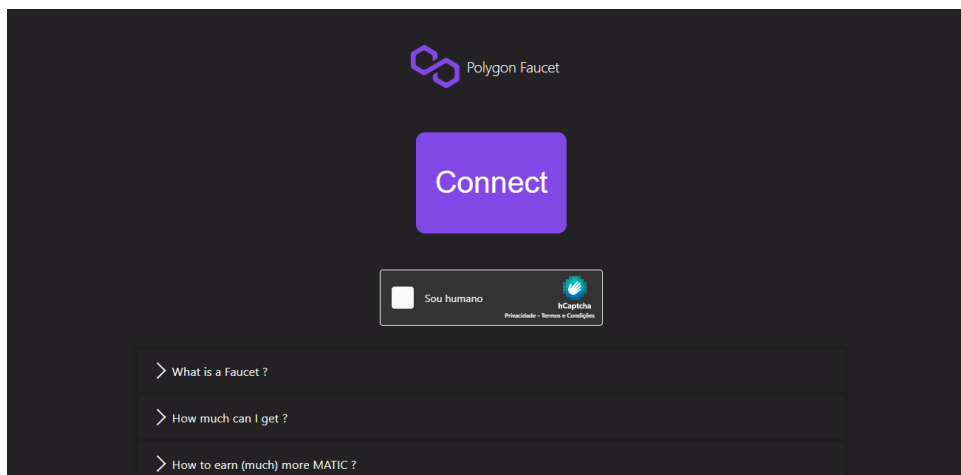 Polygon Faucet
Connect
Sou humano
hCaptcha
Privacidade - Termos e Condições
What is a Faucet ?
How much can I get ?
How to earn (much) more MATIC ?